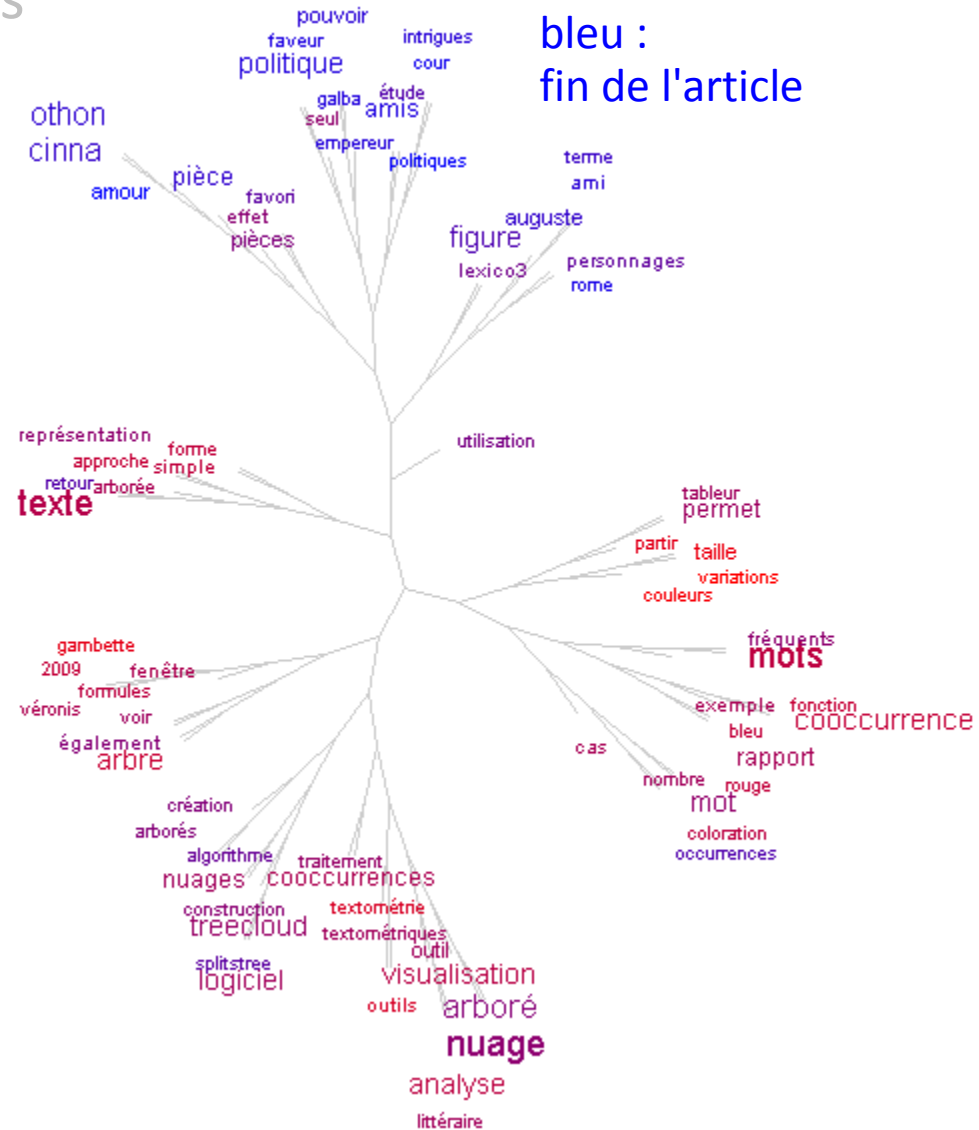 s
bleu :
fin de l'article
pouvoir
faveur
politique
intrigues
cour
galba
seul
étude
amis
empereur
politiques
othon
cinna
amour
pièce
favori
effet
pièces
terme
ami
auguste
figure
lexico3
personnages
rome
utilisation
représentation
forme
approche
simple
retour
arborée
texte
tableur
permet
partir
taille
variations
couleurs
fréquents
mots
exemple
fonction
cooccurrence
bleu
rapport
cas
nombre
rouge
mot
coloration
occurrences
gambette
2009
fenêtre
formules
véronis
voir
également
arbre
création
arborés
algorithme
nuages
construction
treecloud
splitstree
logiciel
traitement
cooccurrences
textométrie
textométriques
outil
visualisation
outils
arboré
nuage
analyse
littéraire